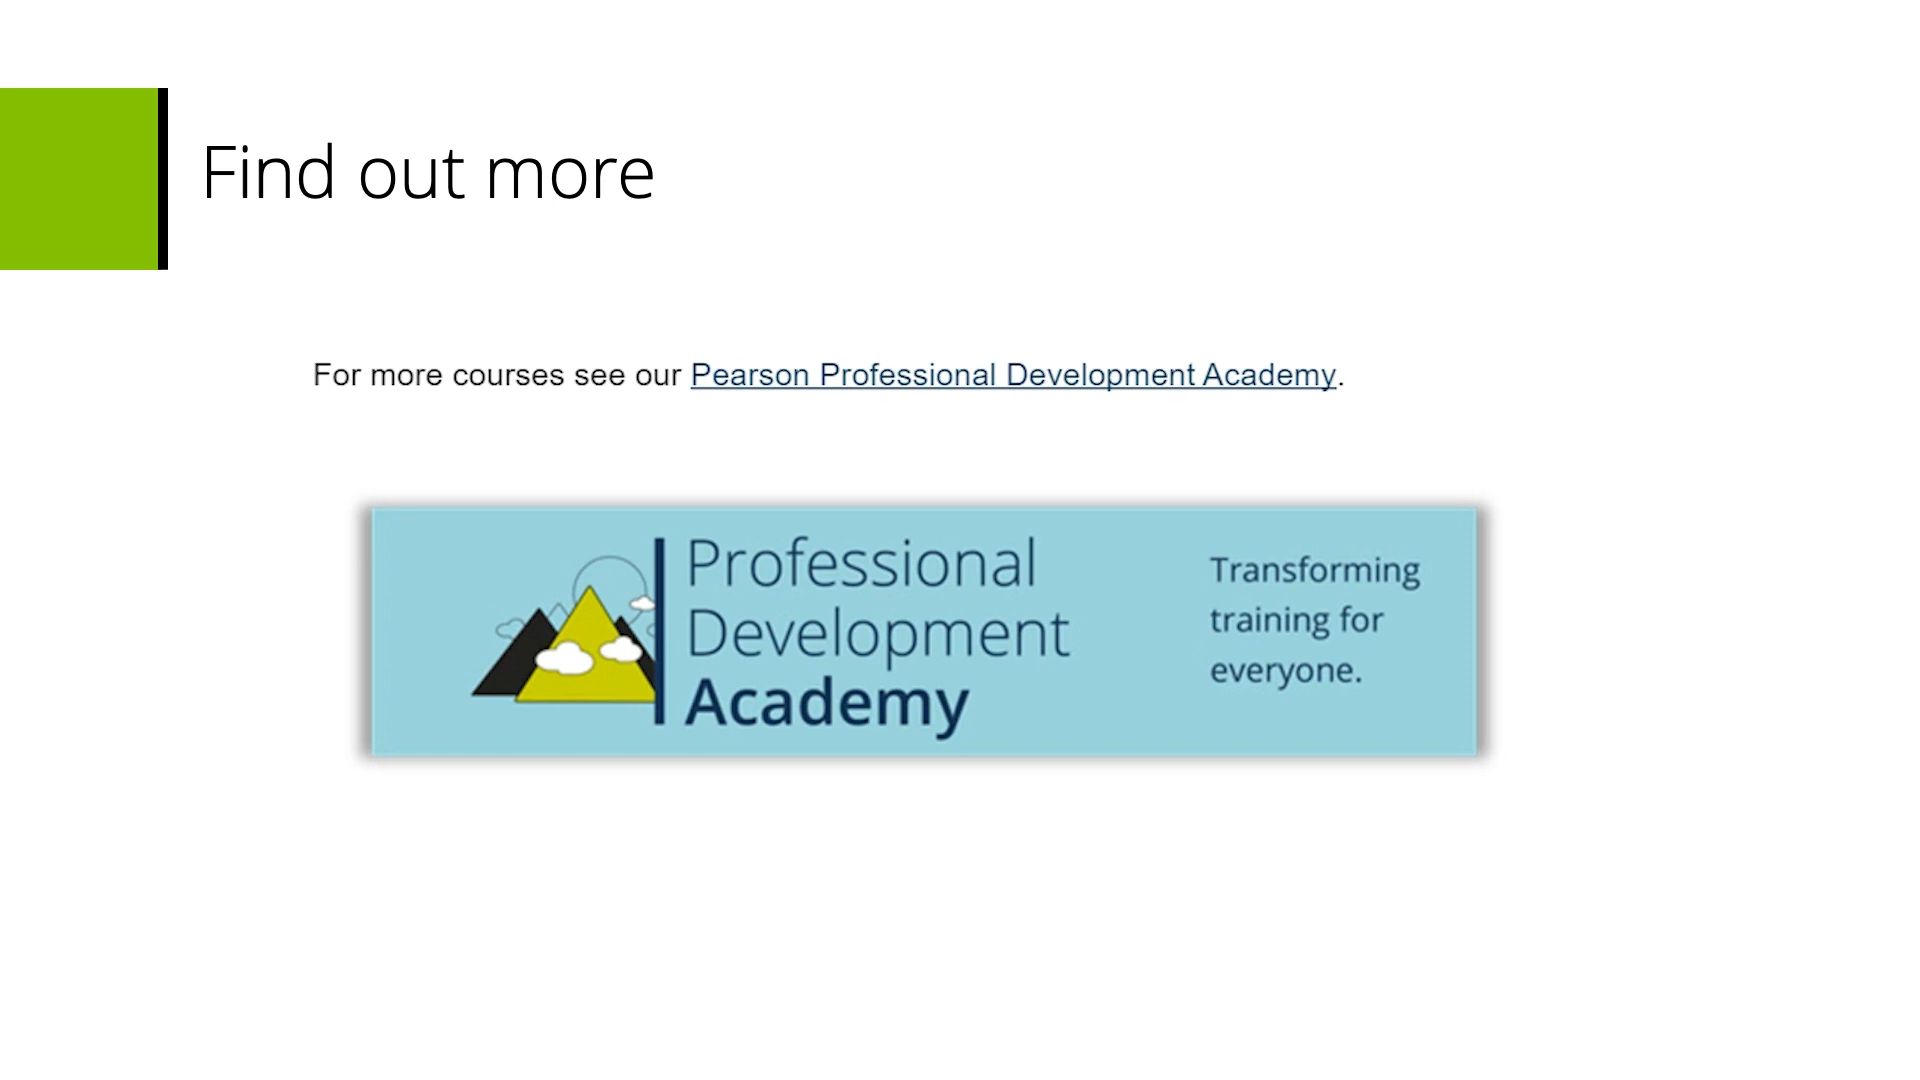 Find out more
For more courses see our Pearson Professional Development Academy.
Professional
Development
Academy
Transforming
training for
everyone.